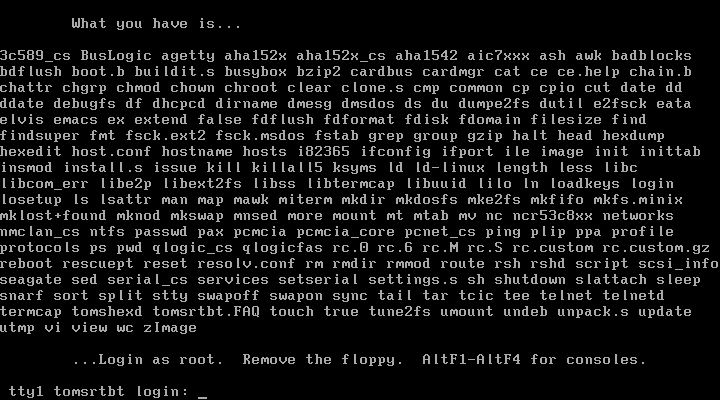 What you have is...
3c589_cs BusLogic agetty aha152x aha152x_cs aha1542 aic7xxx ash awk badblocks
bdflush boot.b buildit.s busybox bzip2 cardbus cardmgr cat ce ce.help chain.b
chattr chgrp chmod chown chroot clear clone.s cmp common cp cpio cut date dd
ddate debugfs df dhcpcd dirname dmesg dmsdos ds du dumpe2fs dutil e2fsck eata
elvis emacs ex extend false fdflush fdformat fdisk fdomain filesize find
findsuper fmt fsck.ext2 fsck.msdos fstab grep group gzip halt head hexdump
hexedit host.conf hostname hosts i82365 ifconfig ifport ile image init inittab
insmod install.s issue kill killall5 ksyms ld ld-linux length less libc
libcom_err libe2p libext2fs libss libtermcap libuuid lilo ln loadkeys login
losetup ls lsattr man map mawk miterm mkdir mkdosfs mke2fs mkfifo mkfs.minix
mklost+found mknod mkswap mnsed more mount mt mtab mv nc ncr53c8xx networks
nmclan_cs ntfs passwd pax pcmcia pcmcia_core pcnet_cs ping plip ppa profile
protocols ps pwd qlogic_cs qlogicfas rc.0 rc.6 rc.M rc.S rc.custom rc.custom.gz
reboot rescuept reset resolv.conf rm rmdir rmmod route rsh rshd script scsi_info
seagate sed serial_cs services setserial settings.s sh shutdown slattach sleep
snarf sort split stty swapoff swapon sync tail tar tcic tee telnet telnetd
termcap tomshexd tomsrtbt.FAQ touch true tune2fs umount undeb unpack.s update
utmp vi view wc zImage
...Login as root.  Remove the floppy.  AltF1-AltF4 for consoles.
tty1 tomsrtbt login: _